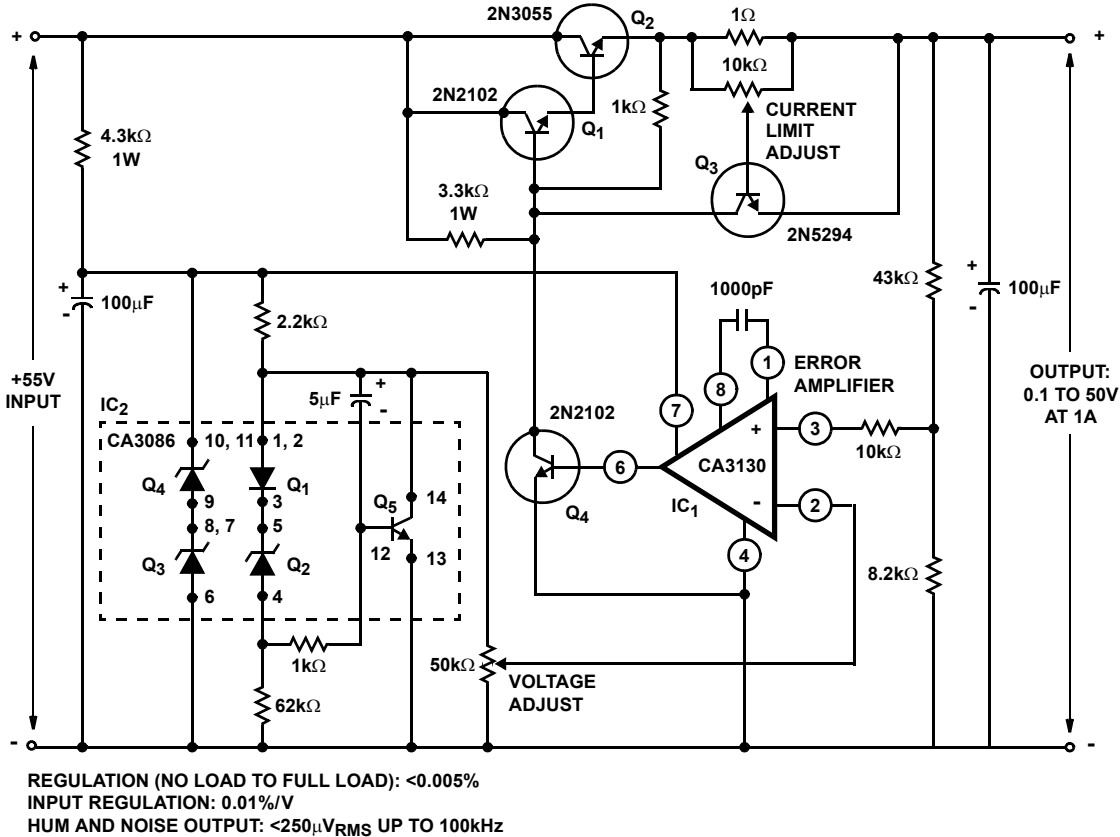 2N3055
Q2
1Ω
+
+
10kΩ
2N2102
1kΩ
Q1
CURRENT
LIMIT
ADJUST
4.3kΩ
1W
Q3
3.3kΩ
1W
2N5294
+
100μF
-
2.2kΩ
1000pF
43kΩ
+
100μF
-
+55V
INPUT
5μF
+
-
1
8
ERROR
AMPLIFIER
OUTPUT:
0.1 TO 50V
AT 1A
IC2
CA3086
10, 11
1, 2
2N2102
7
+
3
10kΩ
Q4
Q1
Q5
14
6
CA3130
9
3
8, 7
5
12
Q4
IC1
-
2
Q3
Q2
13
4
8.2kΩ
6
4
1kΩ
50kΩ
VOLTAGE
ADJUST
62kΩ
-
-
REGULATION (NO LOAD TO FULL LOAD): <0.005%
INPUT REGULATION: 0.01%/V
HUM AND NOISE OUTPUT: <250μVRMS UP TO 100kHz